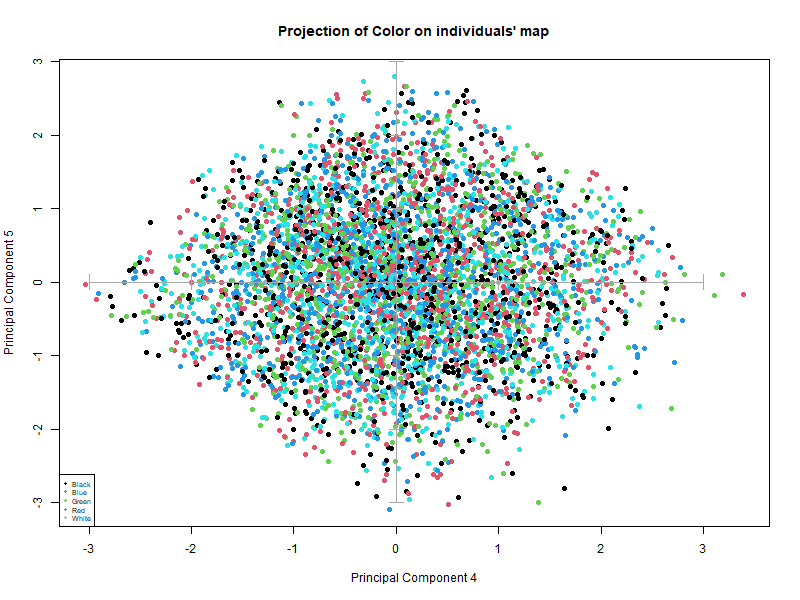 Projection of Color on individuals' map
Principal Component 5
3
2
1
0
-1
-2
-3
Black
Blue
Green
Red
White
-3
-2
-1
0
1
2
3
Principal Component 4